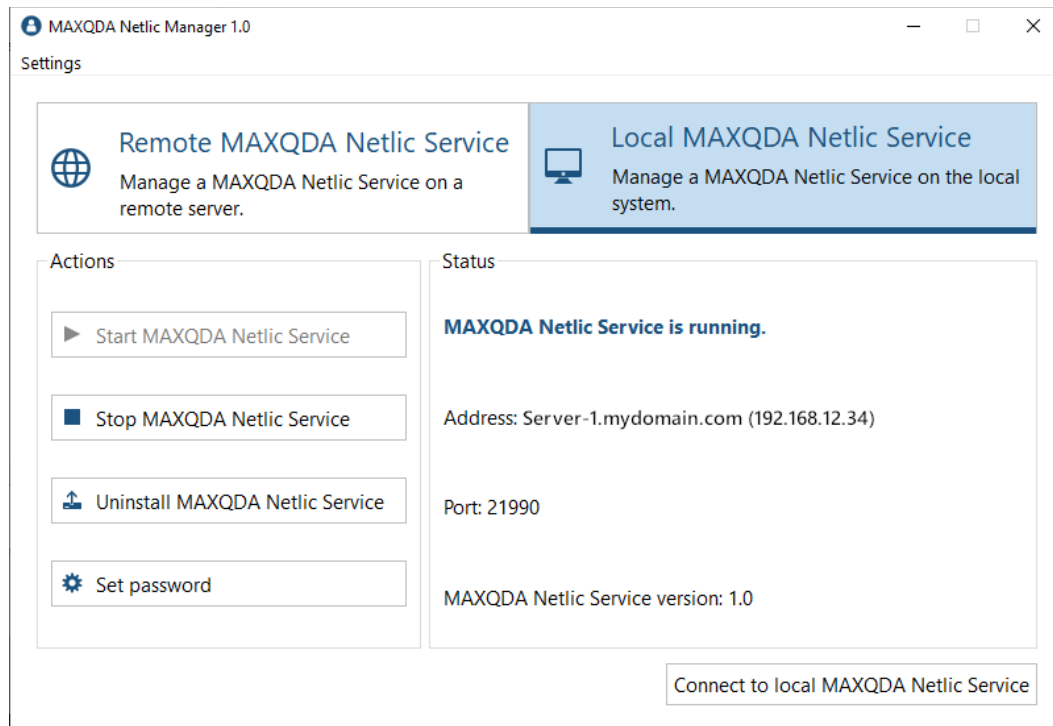 MAXQDA Netlic Manager 1.0
Settings
Remote MAXQDA Netlic Service
Manage a MAXQDA Netlic Service on a
remote server.
Local MAXQDA Netlic Service
Manage a MAXQDA Netlic Service on the local
system.
Actions
Start MAXQDA Netlic Service
Stop MAXQDA Netlic Service
Uninstall MAXQDA Netlic Service
Set password
Status
MAXQDA Netlic Service is running.
Address: Server-1.mydomain.com (192.168.12.34)
Port: 21990
MAXQDA Netlic Service version: 1.0
Connect to local MAXQDA Netlic Service